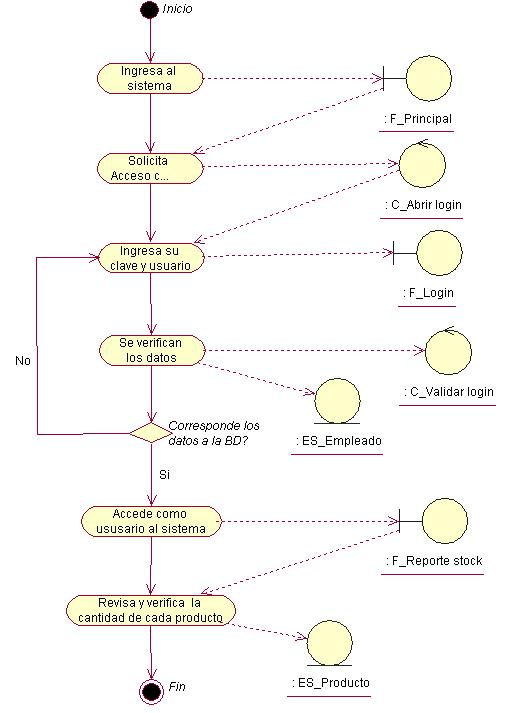 Inicio
Ingresa al
sistema
: F_Principal
Solicita
Acceso c...
: C_Abrir login
Ingresa su
clave y usuario
: F_Login
Se verifican
los datos
No
: C_Validar login
Corresponde los
datos a la BD?
: ES_Empleado
Si
Accede como
ususario al sistema
: F_Reporte stock
Revisa y verifica la
cantidad de cada producto
: ES_Producto
Fin